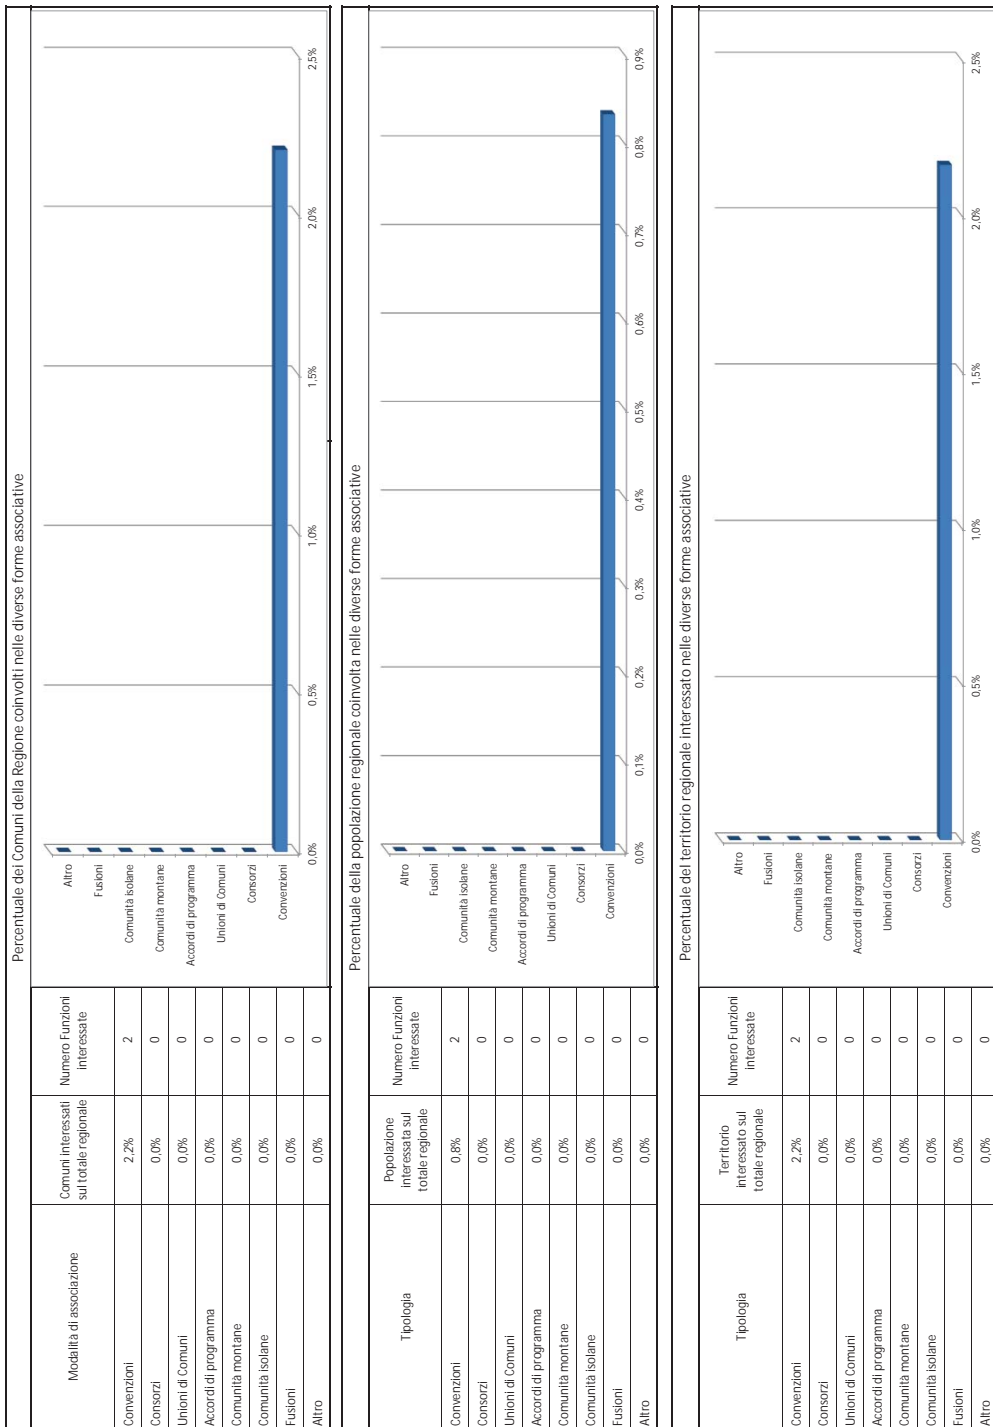 Percentuale dei Comuni della Regione coinvolti nelle diverse forme associative
Modalità di associazione
Comuni interessati
sul totale regionale
Numero Funzioni
interessate
Convenzioni 2,2% 2
Consorzi 0,0% 0
Unioni di Comuni 0,0% 0
Accordi di programma 0,0% 0
Comunità montane 0,0% 0
Comunità isolane 0,0% 0
Fusioni 0,0% 0
Altro 0,0% 0
Altro
Fusioni
Comunità isolane
Comunità montane
Accordi di programma
Unioni di Comuni
Consorzi
Convenzioni
0,0% 0,5% 1,0% 1,5% 2,0% 2,5%
Percentuale della popolazione regionale coinvolta nelle diverse forme associative
Tipologia
Popolazione
interessata sul
totale regionale
Numero Funzioni
interessate
Convenzioni 0,8% 2
Consorzi 0,0% 0
Unioni di Comuni 0,0% 0
Accordi di programma 0,0% 0
Comunità montane 0,0% 0
Comunità isolane 0,0% 0
Fusioni 0,0% 0
Altro 0,0% 0
Altro
Fusioni
Comunità isolane
Comunità montane
Accordi di programma
Unioni di Comuni
Consorzi
Convenzioni
0,0% 0,1% 0,2% 0,3% 0,4% 0,5% 0,6% 0,7% 0,8% 0,9%
Percentuale del territorio regionale interessato nelle diverse forme associative
Tipologia
Territorio
interessato sul
totale regionale
Numero Funzioni
interessate
Convenzioni 2,2% 2
Consorzi 0,0% 0
Unioni di Comuni 0,0% 0
Accordi di programma 0,0% 0
Comunità montane 0,0% 0
Comunità isolane 0,0% 0
Fusioni 0,0% 0
Altro 0,0% 0
Altro
Fusioni
Comunità isolane
Comunità montane
Accordi di programma
Unioni di Comuni
Consorzi
Convenzioni
0,0% 0,5% 1,0% 1,5% 2,0% 2,5%